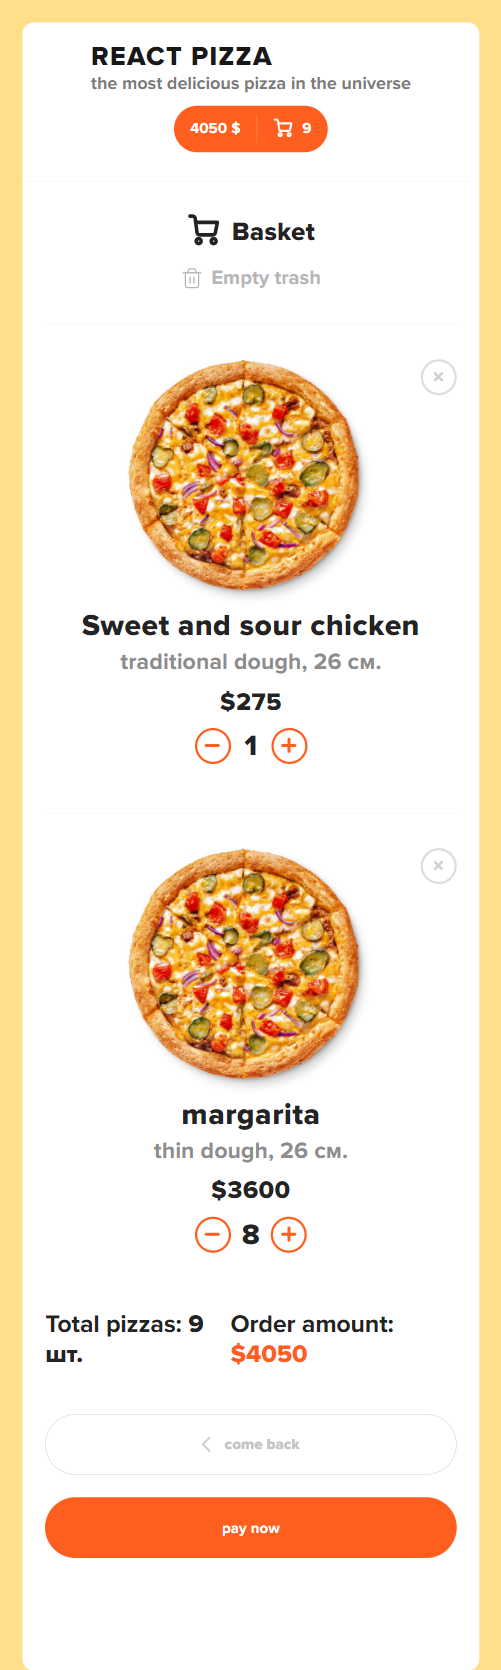 REACT PIZZA
the most delicious pizza in the universe
4050 $ 9
Basket
Empty trash
Sweet and sour chicken
traditional dough, 26 см.
$275
1
margarita
thin dough, 26 см.
$3600
8
Total pizzas: 9
шт.
Order amount:
$4050
come back
pay now